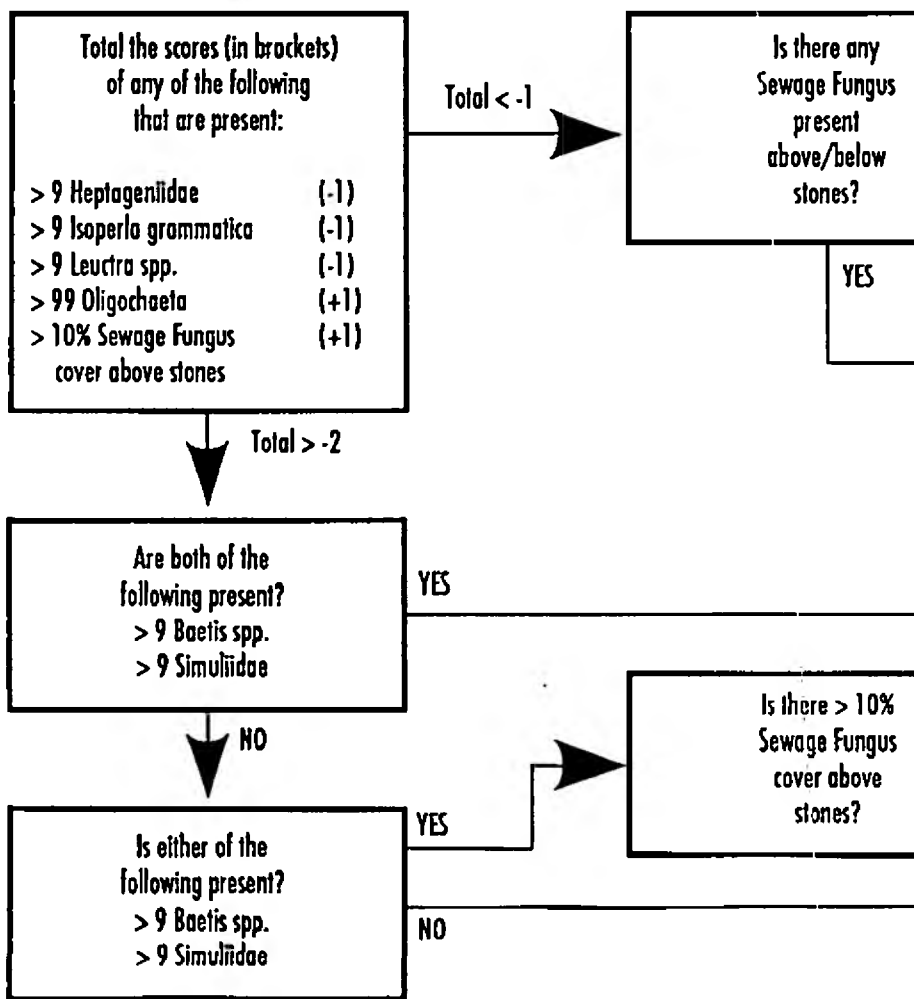 Total the scores (in brackets)
of any of the following
that are present:
> 9 Heptageniidae (-1)
> 9 Isoperla grammatica (-1)
> 9 Leuctra spp. (-1)
> 99 Oligochaeta (+1)
> 10% Sewage Fungus (+1)
cover above stones
Total < -1
Is there any
Sewage Fungus
present
above/below
stones?
YES
Total > -2
Are both of the
following present?
> 9 Baetis spp.
> 9 Simuliidae
YES
NO
Is there > 10%
Sewage Fungus
cover above
stones?
Is either of the
following present?
> 9 Baetis spp.
> 9 Simuliidae
YES
NO